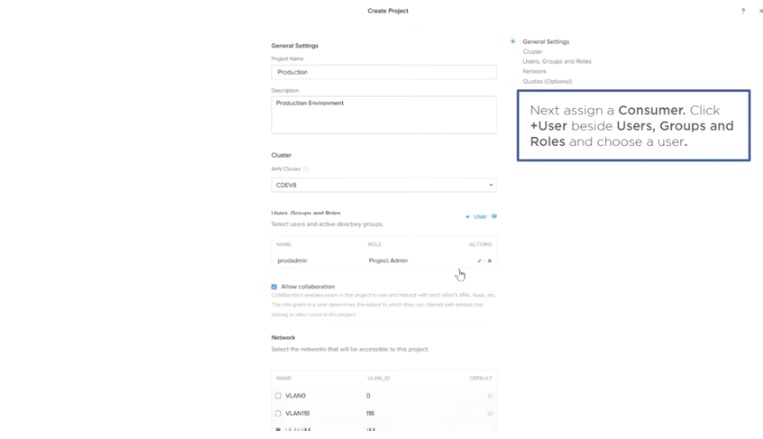 Create Project
?
×
General Settings
Project Name
Production
Description
Production Environment
Cluster
AHV Cluster
CDEV8
Users, Groups and Roles
+ User
Select users and active directory groups.
NAME ROLE ACTIONS
prodadmin Project Admin
Allow collaboration
Collaboration enables users in this project to see and interact with each other's VMs, Apps, etc.
The role given to a user determines the extent to which they can interact with entities that
belong to other users in this project.
Network
Select the networks that will be accessible to this project.
NAME VLAN_ID DEFAULT
VLAN0 0
VLAN118 118
General Settings
Cluster
Users, Groups and Roles
Network
Quotas (Optional)
Next assign a Consumer. Click
+User beside Users, Groups and
Roles and choose a user.